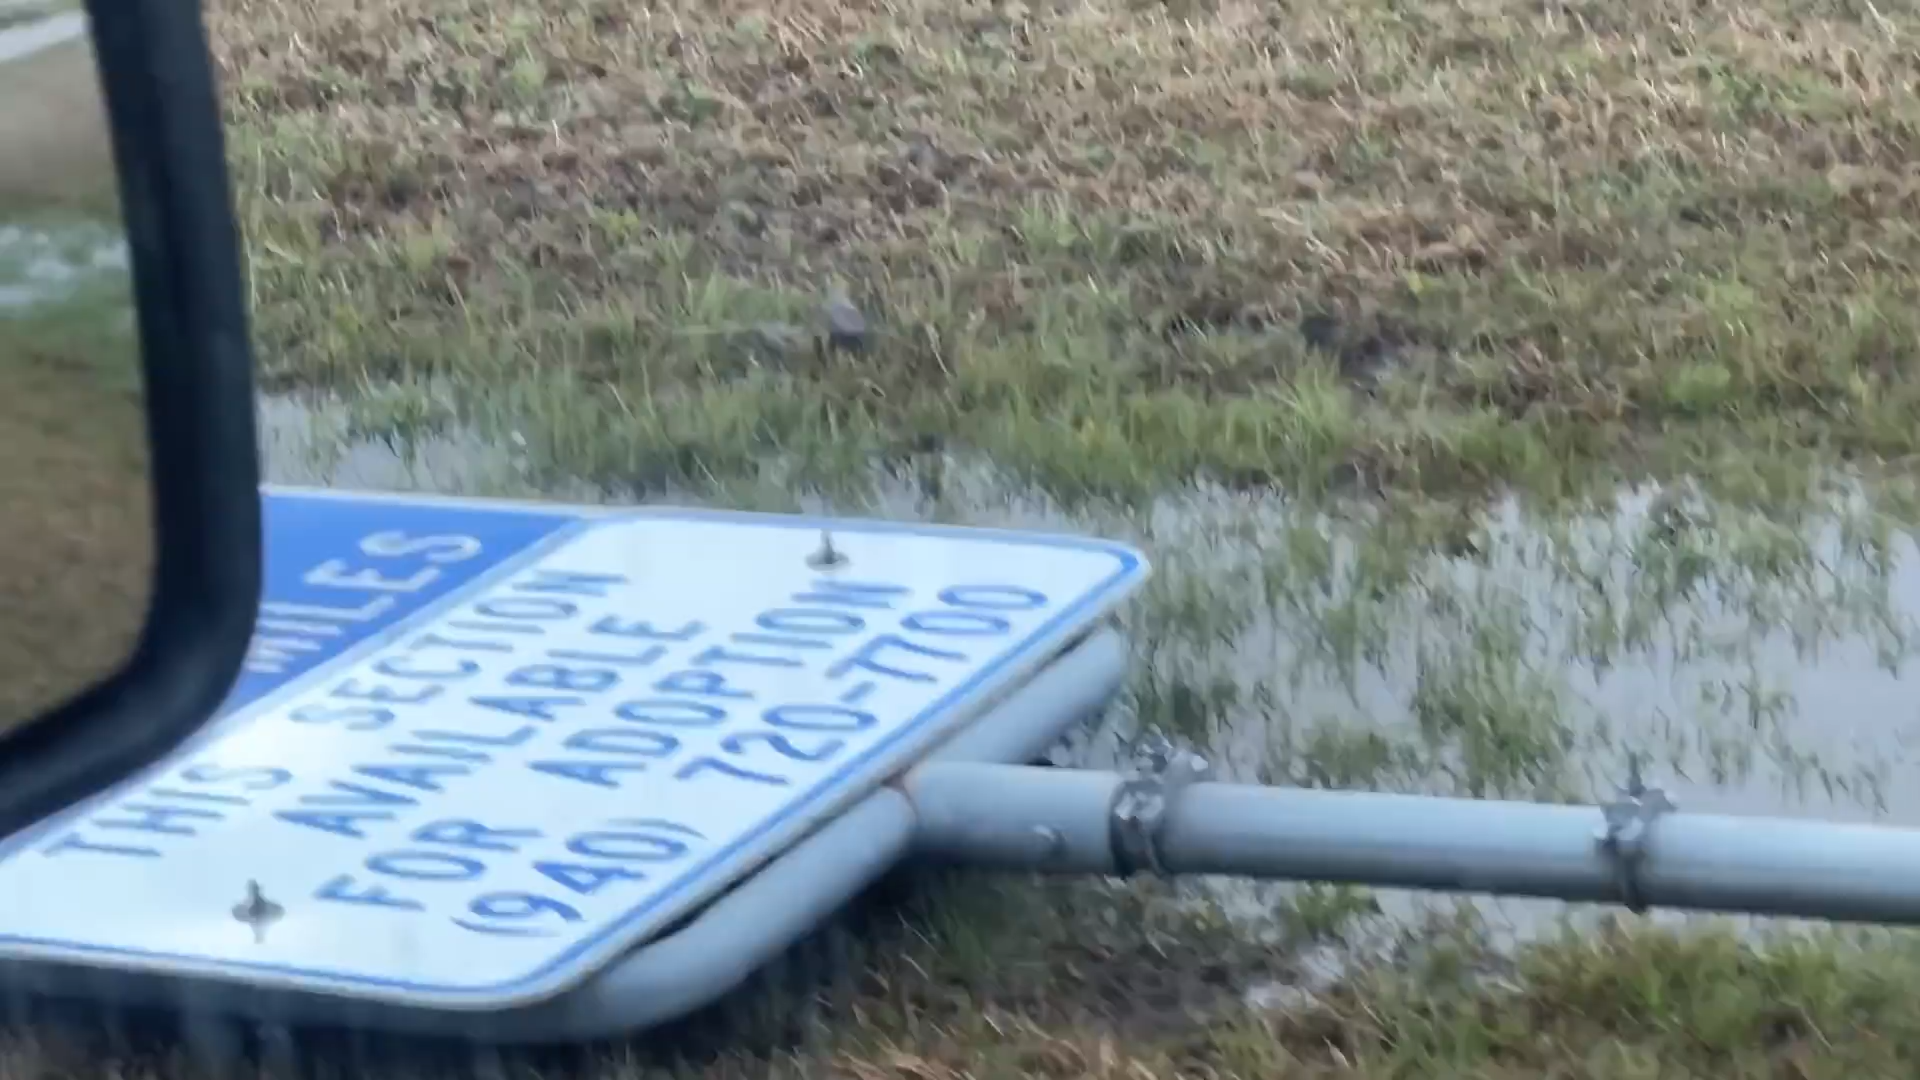 MILES
THIS SECTION
AVAILABLE
FOR ADOPTION
(940) 720-7700